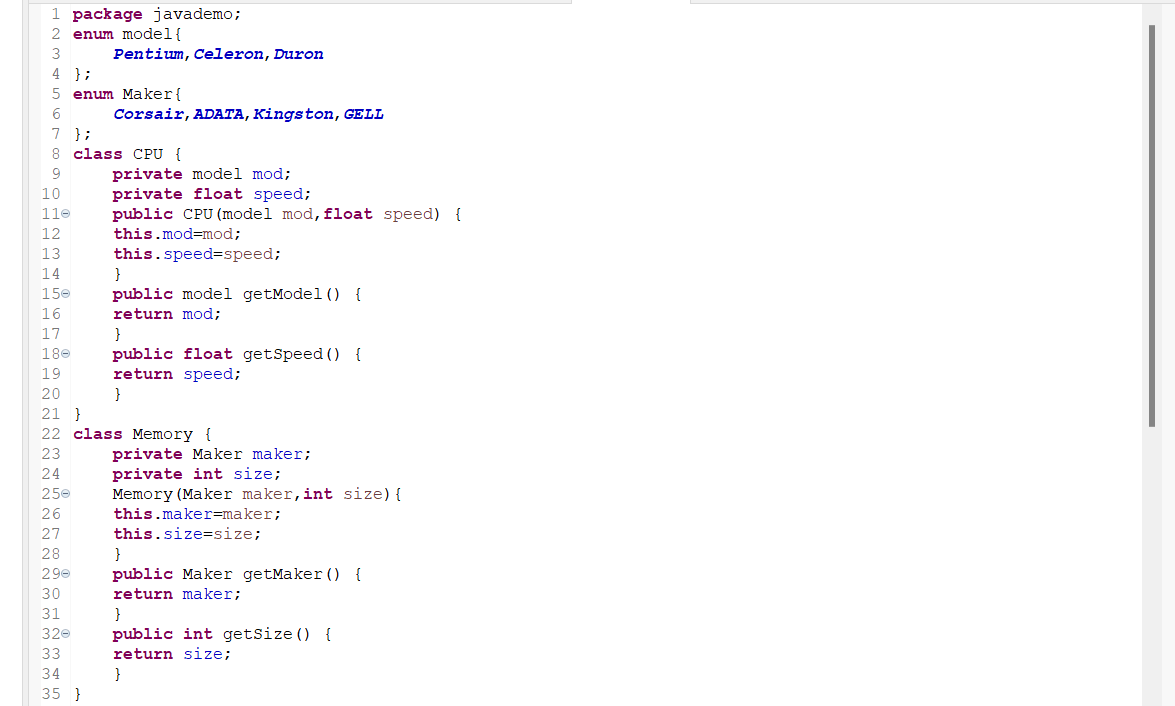 1 package javademo;
2 enum model{
3     Pentium,Celeron,Duron
4 };
5 enum Maker{
6     Corsair,ADATA,Kingston,GELL
7 };
8 class CPU {
9     private model mod;
10     private float speed;
11     public CPU(model mod,float speed) {
12     this.mod=mod;
13     this.speed=speed;
14     }
15     public model getModel() {
16     return mod;
17     }
18     public float getSpeed() {
19     return speed;
20     }
21 }
22 class Memory {
23     private Maker maker;
24     private int size;
25     Memory(Maker maker,int size){
26     this.maker=maker;
27     this.size=size;
28     }
29     public Maker getMaker() {
30     return maker;
31     }
32     public int getSize() {
33     return size;
34     }
35 }